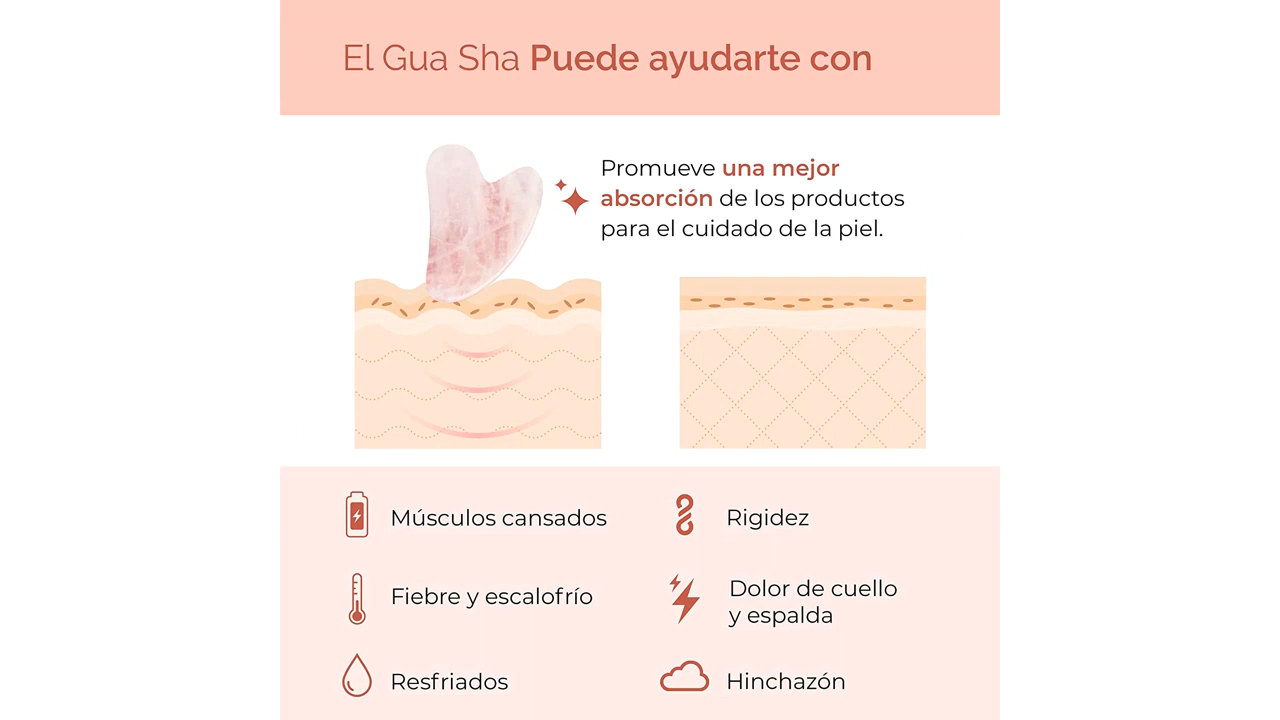 El Gua Sha Puede ayudarte con
Promueve una mejor
absorción de los productos
para el cuidado de la piel.
Músculos cansados
Rigidez
Fiebre y escalofrío
Dolor de cuello
y espalda
Resfriados
Hinchazón